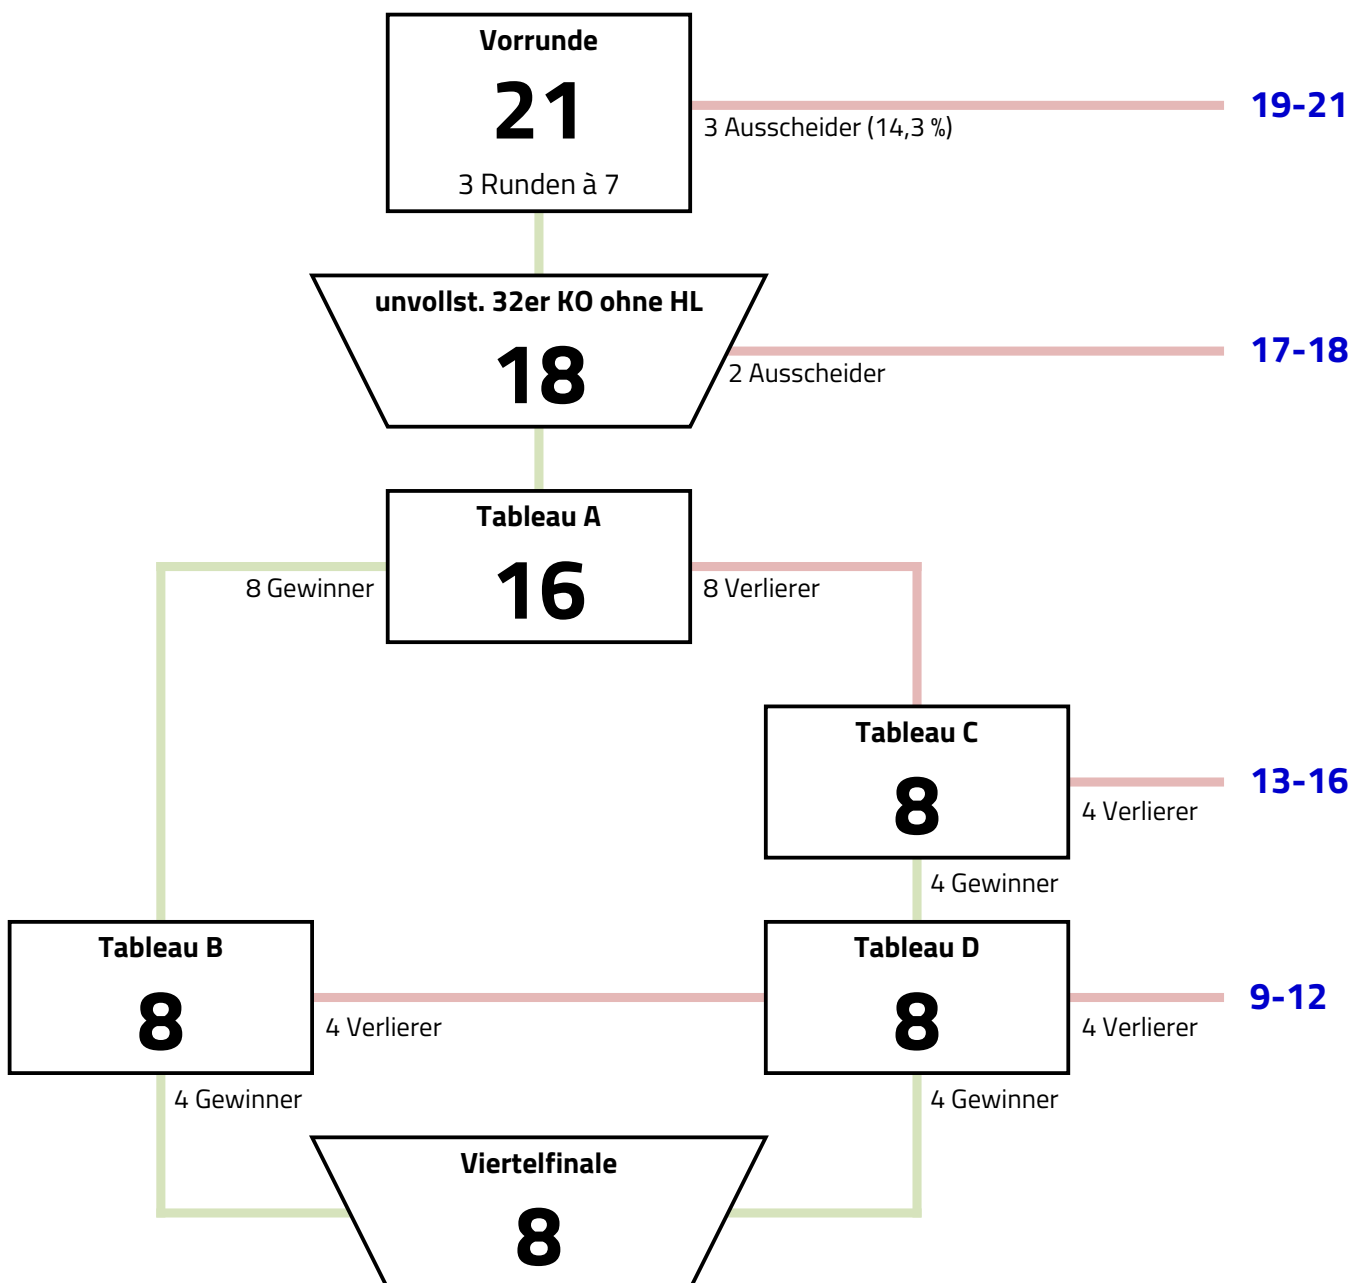 Vorrunde
21
3 Runden à 7
3 Ausscheider (14,3 %)
19-21
unvollst. 32er KO ohne HL
18
2 Ausscheider
17-18
Tableau A
16
8 Gewinner
8 Verlierer
Tableau C
8
4 Verlierer
13-16
4 Gewinner
Tableau B
8
4 Verlierer
4 Gewinner
Tableau D
8
4 Verlierer
9-12
4 Gewinner
Viertelfinale
8